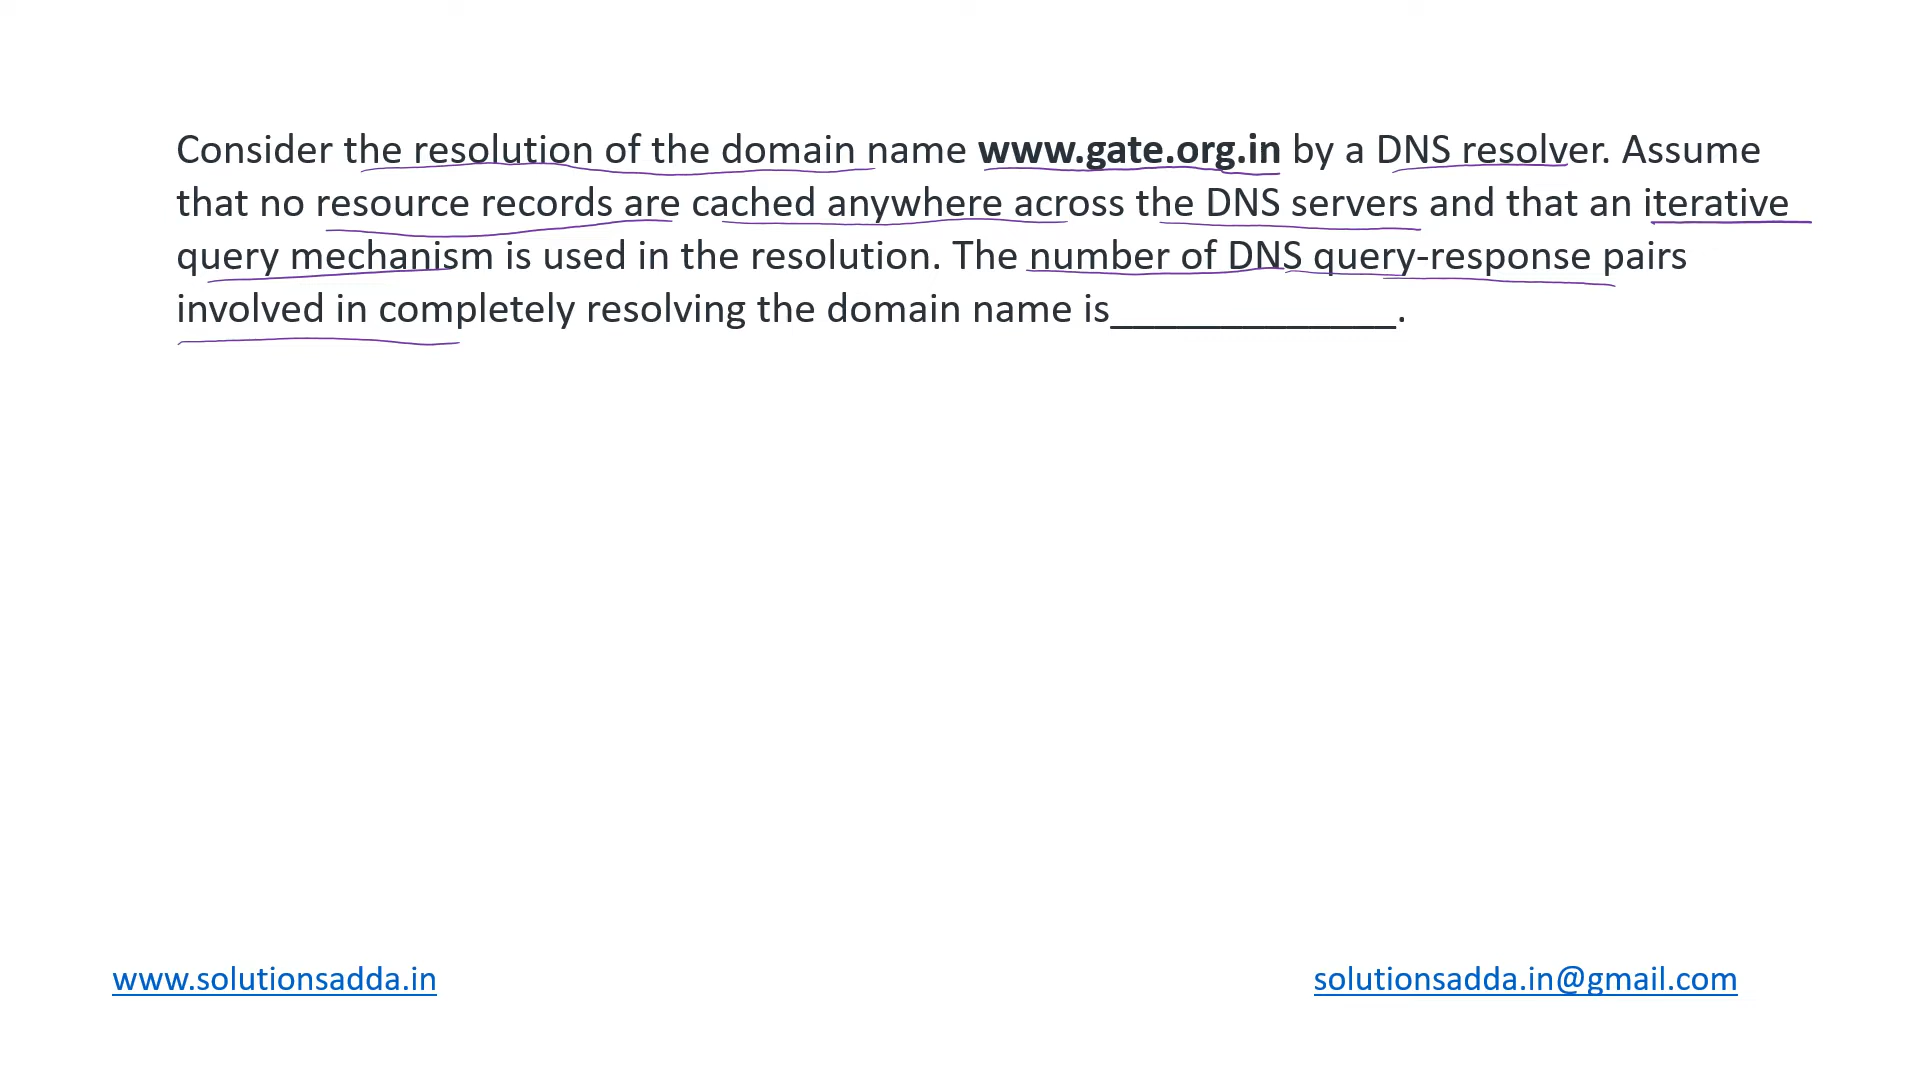 Consider the resolution of the domain name www.gate.org.in by a DNS resolver. Assume
that no resource records are cached anywhere across the DNS servers and that an iterative
query mechanism is used in the resolution. The number of DNS query-response pairs
involved in completely resolving the domain name is_____________.
www.solutionsadda.in
solutionsadda.in@gmail.com